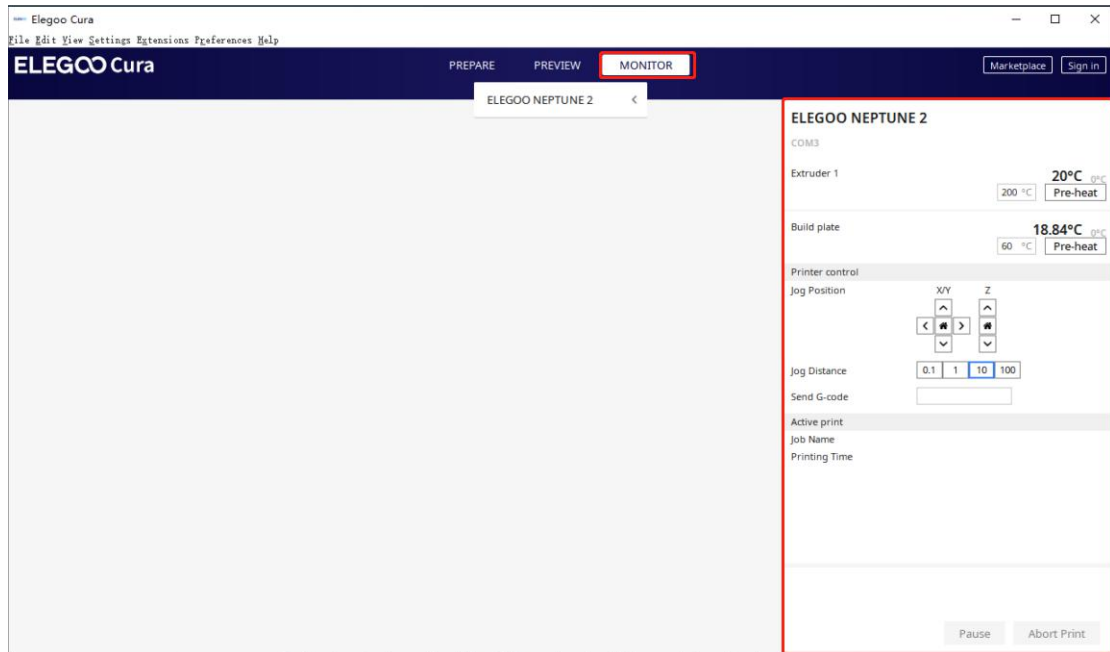 Elegoo Cura
File Edit View Settings Extensions Preferences Help
ELEGOO Cura PREPARE PREVIEW MONITOR Marketplace Sign in
ELEGOO NEPTUNE 2
ELEGOO NEPTUNE 2
COM3
Extruder 1 20°C 0°C
200 °C Pre-heat
Build plate 18.84°C 0°C
60 °C Pre-heat
Printer control
Jog Position X/Y Z
Jog Distance 0.1 1 10 100
Send G-code
Active print
Job Name
Printing Time
Pause Abort Print